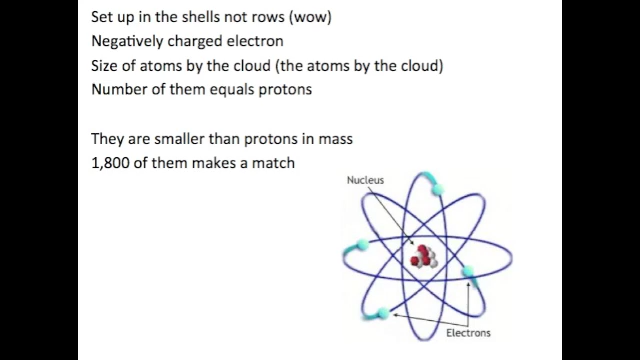 Set up in the shells not rows (wow)
Negatively charged electron
Size of atoms by the cloud (the atoms by the cloud)
Number of them equals protons
They are smaller than protons in mass
1,800 of them makes a match
Nucleus
Electrons